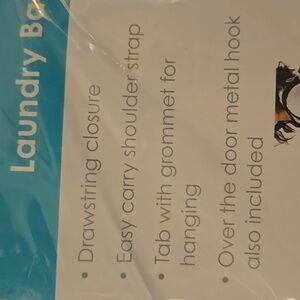 Laundry Ba
• Drawstring closure
• Easy carry shoulder strap
• Tab with grommet for
hanging
• Over the door metal hook
also included